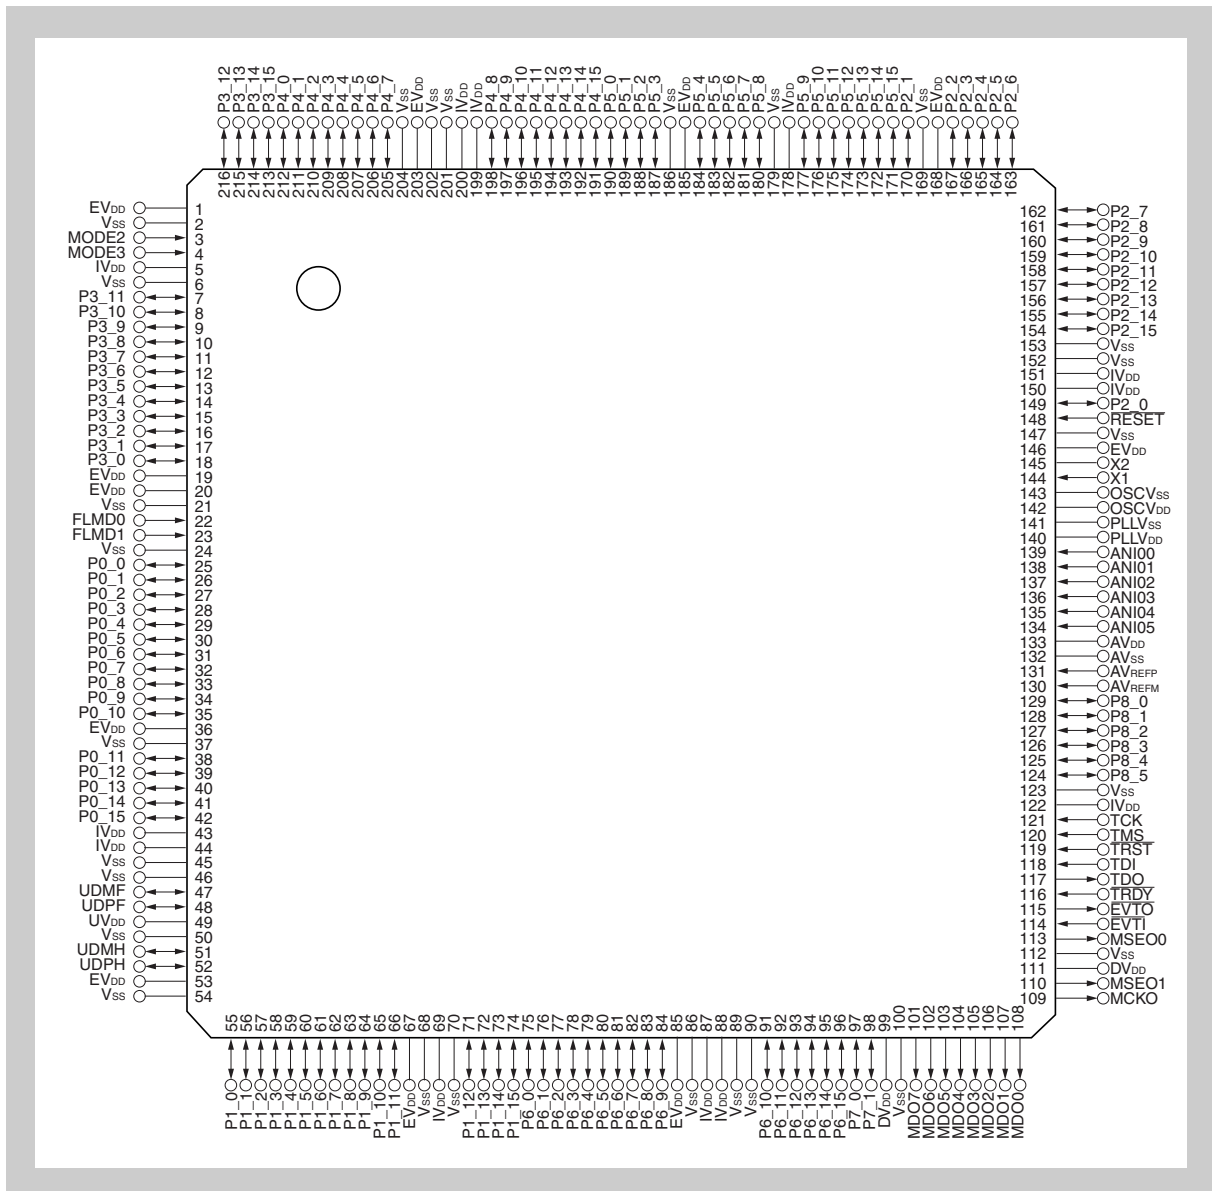 P3_12 216
P3_13 215
P3_14 214
P3_15 213
P4_0 212
P4_1 211
P4_2 210
P4_3 209
P4_4 208
P4_5 207
P4_6 206
P4_7 205
VSS 204
EVDD 203
VSS 202
VSS 201
IVDD 200
IVDD 199
P4_8 198
P4_9 197
P4_10 196
P4_11 195
P4_12 194
P4_13 193
P4_14 192
P4_15 191
P5_0 190
P5_1 189
P5_2 188
P5_3 187
VSS 186
EVDD 185
P5_4 184
P5_5 183
P5_6 182
P5_7 181
P5_8 180
VSS 179
IVDD 178
P5_9 177
P5_10 176
P5_11 175
P5_12 174
P5_13 173
P5_14 172
P5_15 171
P2_1 170
VSS 169
EVDD 168
P2_2 167
P2_3 166
P2_4 165
P2_5 164
P2_6 163
EVDD 1
VSS 2
MODE2 3
MODE3 4
IVDD 5
VSS 6
P3_11 7
P3_10 8
P3_9 9
P3_8 10
P3_7 11
P3_6 12
P3_5 13
P3_4 14
P3_3 15
P3_2 16
P3_1 17
P3_0 18
EVDD 19
EVDD 20
VSS 21
FLMD0 22
FLMD1 23
VSS 24
P0_0 25
P0_1 26
P0_2 27
P0_3 28
P0_4 29
P0_5 30
P0_6 31
P0_7 32
P0_8 33
P0_9 34
P0_10 35
EVDD 36
VSS 37
P0_11 38
P0_12 39
P0_13 40
P0_14 41
P0_15 42
IVDD 43
IVDD 44
VSS 45
VSS 46
UDMF 47
UDPF 48
UVDD 49
VSS 50
UDMH 51
UDPH 52
EVDD 53
VSS 54
162 P2_7
161 P2_8
160 P2_9
159 P2_10
158 P2_11
157 P2_12
156 P2_13
155 P2_14
154 P2_15
153 VSS
152 VSS
151 IVDD
150 IVDD
149 P2_0
148 RESET
147 VSS
146 EVDD
145 X2
144 X1
143 OSCVSS
142 OSCVDD
141 PLLVSS
140 PLLVDD
139 ANI00
138 ANI01
137 ANI02
136 ANI03
135 ANI04
134 ANI05
133 AVDD
132 AVSS
131 AVREFP
130 AVREFM
129 P8_0
128 P8_1
127 P8_2
126 P8_3
125 P8_4
124 P8_5
123 VSS
122 IVDD
121 TCK
120 TMS
119 TRST
118 TDI
117 TDO
116 TRDY
115 EVTO
114 EVTI
113 MSEO0
112 VSS
111 DVDD
110 MSEO1
109 MCKO
55 P1_0
56 P1_1
57 P1_2
58 P1_3
59 P1_4
60 P1_5
61 P1_6
62 P1_7
63 P1_8
64 P1_9
65 P1_10
66 P1_11
67 EVDD
68 VSS
69 IVDD
70 VSS
71 P1_12
72 P1_13
73 P1_14
74 P1_15
75 P6_0
76 P6_1
77 P6_2
78 P6_3
79 P6_4
80 P6_5
81 P6_6
82 P6_7
83 P6_8
84 P6_9
85 EVDD
86 VSS
87 IVDD
88 IVDD
89 VSS
90 VSS
91 P6_10
92 P6_11
93 P6_12
94 P6_13
95 P6_14
96 P6_15
97 P7_0
98 P7_1
99 DVDD
100 VSS
101 MDO7
102 MDO6
103 MDO5
104 MDO4
105 MDO3
106 MDO2
107 MDO1
108 MDO0